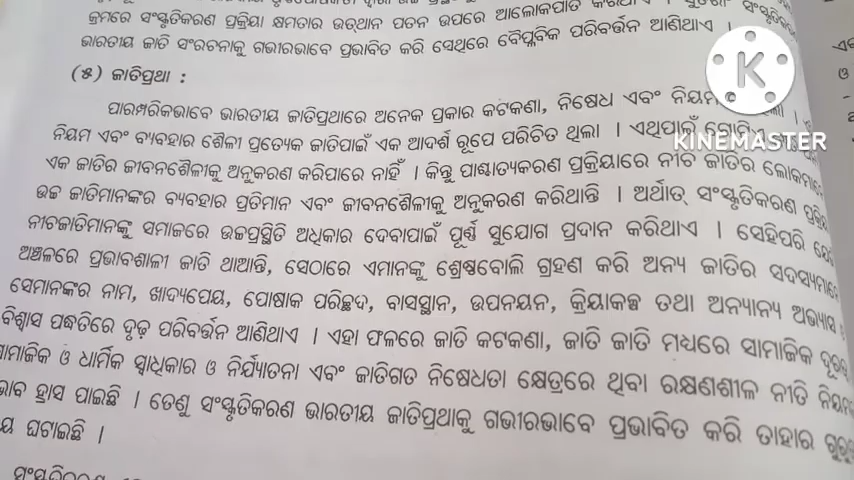 କ୍ରମରେ ସଂସ୍କୃତିକରଣ ପ୍ରକ୍ରିୟା କ୍ଷମତାର ଉତ୍‌ଥାନ ପତନ ଉପରେ ଆଲୋକପାତ କରିଥାଏ ।
ଭାରତୀୟ ଜାତି ସଂରଚନାକୁ ଗଭୀରଭାବେ ପ୍ରଭାବିତ କରି ସେଥିରେ ବୈପ୍ଳବିକ ପରିବର୍ତ୍ତନ ଆଣିଥାଏ ।
(୫) ଜାତିପ୍ରଥା :
ପାରମ୍ପରିକଭାବେ ଭାରତୀୟ ଜାତିପ୍ରଥାରେ ଅନେକ ପ୍ରକାର କଟକଣା, ନିଷେଧ ଏବଂ
ନିୟମ ଏବଂ ବ୍ୟବହାର ଶୈଳୀ ପ୍ରତ୍ୟେକ ଜାତିପାଇଁ ଏକ ଆଦର୍ଶ ରୂପେ ପରିଚିତ ଥିଲା । ଏଥିପାଇଁ
ଏକ ଜାତିର ଜୀବନଶୈଳୀକୁ ଅନୁକରଣ କରିପାରେ ନାହିଁ । କିନ୍ତୁ ପାଶ୍ଚାତ୍ୟକରଣ ପ୍ରକ୍ରିୟାରେ ନୀଚ ଜାତିର
ଉଚ୍ଚ ଜାତିମାନଙ୍କର ବ୍ୟବହାର ପ୍ରତିମାନ ଏବଂ ଜୀବନଶୈଳୀକୁ ଅନୁକରଣ କରିଥାନ୍ତି । ଅର୍ଥାତ୍ ସଂସ୍କୃତିକରଣ
ନୀଚଜାତିମାନଙ୍କୁ ସମାଜରେ ଉଚ୍ଚପ୍ରସ୍ଥିତି ଅଧିକାର ଦେବାପାଇଁ ପୂର୍ଣ୍ଣ ସୁଯୋଗ ପ୍ରଦାନ କରିଥାଏ । ସେହିପରି
ଅଞ୍ଚଳରେ ପ୍ରଭାବଶାଳୀ ଜାତି ଥାଆନ୍ତି, ସେଠାରେ ଏମାନଙ୍କୁ ଶ୍ରେଷ୍ଠବୋଲି ଗ୍ରହଣ କରି ଅନ୍ୟ ଜାତିର
ସେମାନଙ୍କର ନାମ, ଖାଦ୍ୟପେୟ, ପୋଷାକ ପରିଚ୍ଛଦ, ବାସସ୍ଥାନ, ଉପନୟନ, କ୍ରିୟାକଳ୍ପ ତଥା ଅନ୍ୟାନ୍ୟ ଅଭ୍ୟାସ
ବିଶ୍ୱାସ ପଦ୍ଧତିରେ ଦୃଢ଼ ପରିବର୍ତ୍ତନ ଆଣିଥାଏ । ଏହା ଫଳରେ ଜାତି କଟକଣା, ଜାତି ଜାତି ମଧ୍ୟରେ ସାମାଜିକ
ଓ ଧାର୍ମିକ ସ୍ୱାଧିକାର ଓ ନିର୍ଯ୍ୟାତନା ଏବଂ ଜାତିଗତ ନିଷେଧତା କ୍ଷେତ୍ରରେ ଥିବା ରକ୍ଷଣଶୀଳ ନୀତି
ହ୍ରାସ ପାଇଛି । ତେଣୁ ସଂସ୍କୃତିକରଣ ଭାରତୀୟ ଜାତିପ୍ରଥାକୁ ଗଭୀରଭାବେ ପ୍ରଭାବିତ କରି ତାହାର
ଘଟାଇଛି ।
KINEMASTER